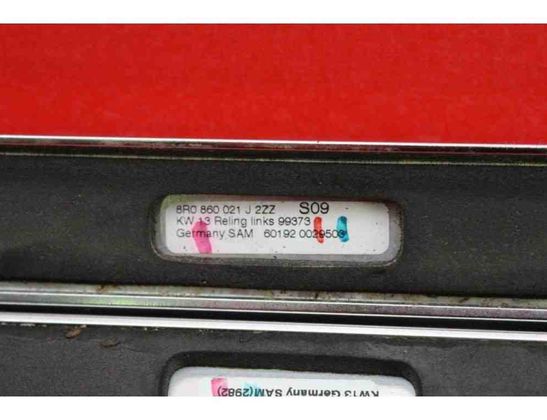 8R0 860 021 J 2ZZ S09
KW 13 Reling links 99373
Germany SAM 60192 0029503
KW13 Germany SAM(2982)